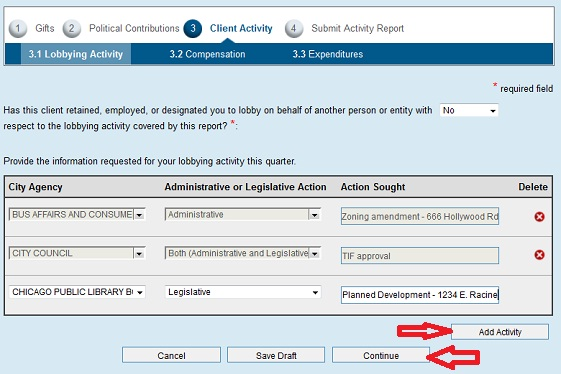 1 Gifts 2 Political Contributions 3 Client Activity 4 Submit Activity Report
3.1 Lobbying Activity 3.2 Compensation 3.3 Expenditures
* required field
Has this client retained, employed, or designated you to lobby on behalf of another person or entity with No
respect to the lobbying activity covered by this report? *:
Provide the information requested for your lobbying activity this quarter.
City Agency Administrative or Legislative Action Action Sought Delete
BUS AFFAIRS AND CONSUME Administrative Zoning amendment - 666 Hollywood Rd
CITY COUNCIL Both (Administrative and Legislative TIF approval
CHICAGO PUBLIC LIBRARY B Legislative Planned Development - 1234 E. Racine
Add Activity
Cancel Save Draft Continue